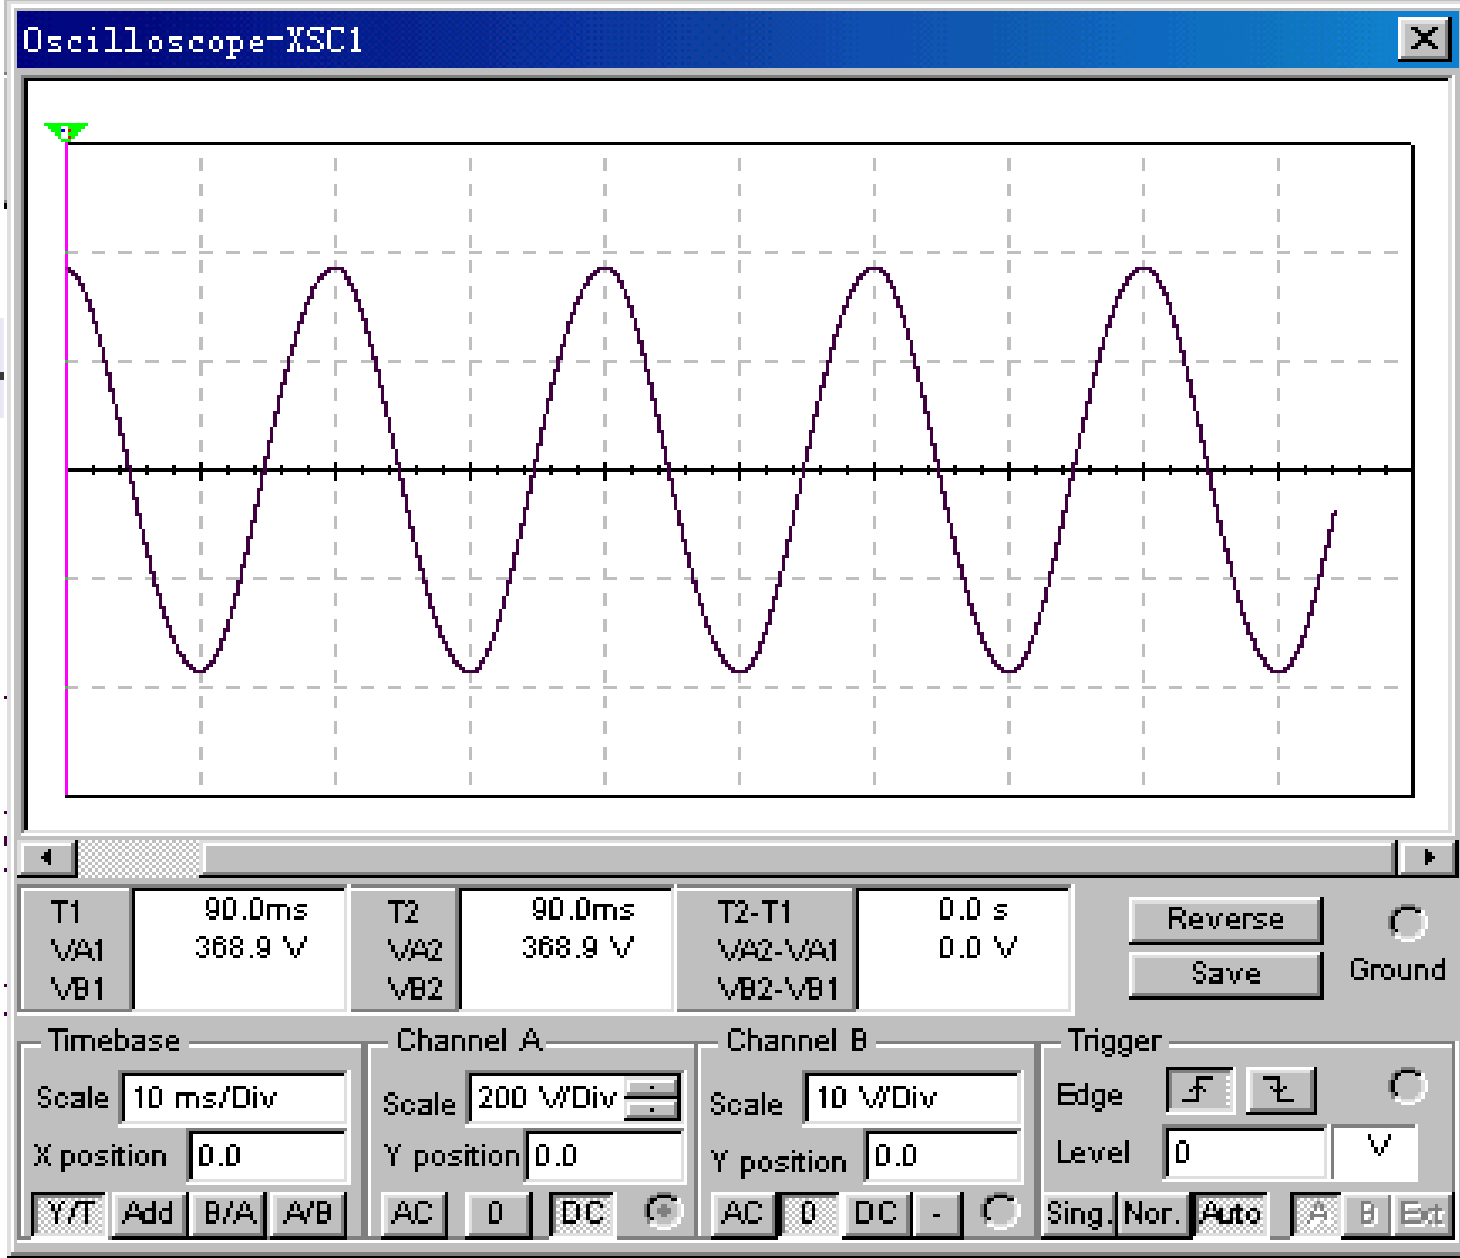 Oscilloscope-XSC1
T1 90.0ms T2 90.0ms T2-T1 0.0 s
VA1 368.9 V VA2 368.9 V VA2-VA1 0.0 V
VB1 VB2 VB2-VB1
Reverse
Save
Ground
Timebase
Scale 10 ms/Div
X position 0.0
Y/T Add B/A A/B
Channel A
Scale 200 V/Div
Y position 0.0
AC 0 DC
Channel B
Scale 10 V/Div
Y position 0.0
AC 0 DC -
Trigger
Edge
Level 0 V
Sing. Nor. Auto A B Ext